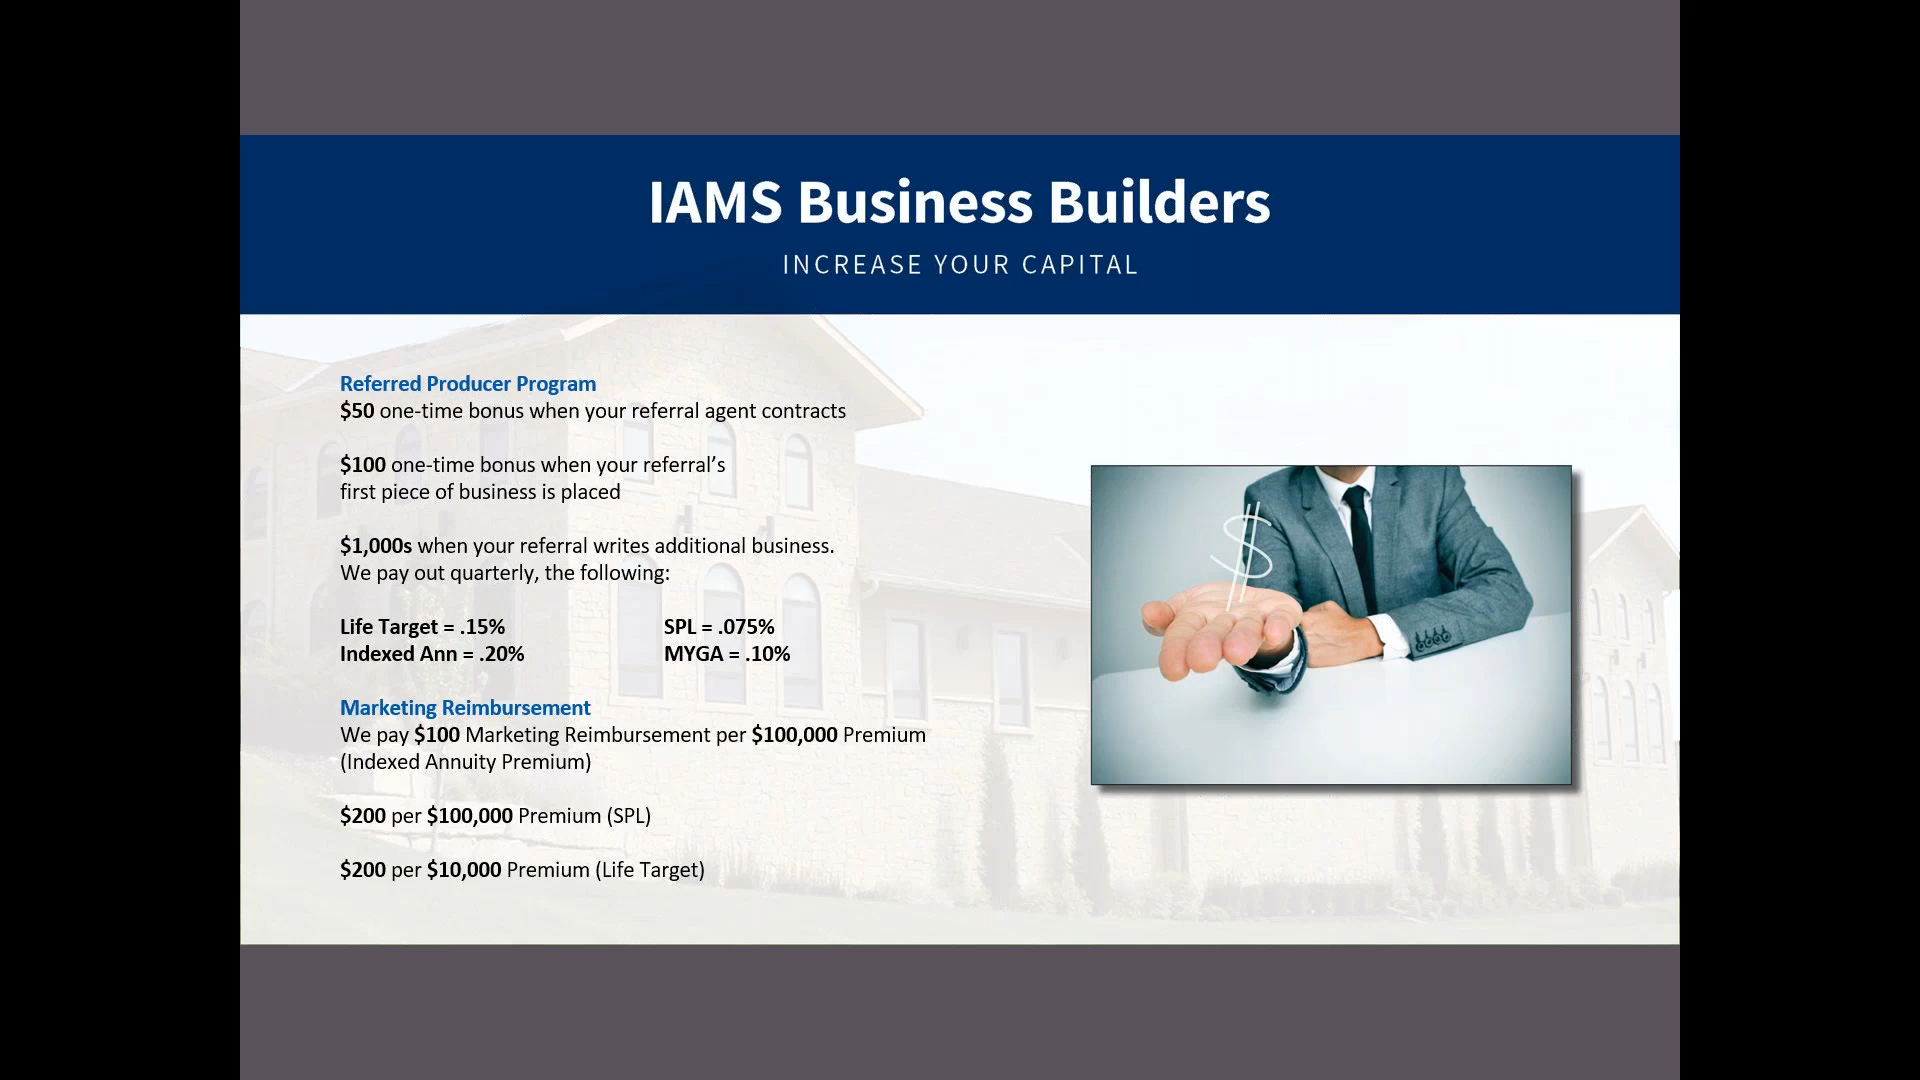 IAMS Business Builders
INCREASE YOUR CAPITAL
Referred Producer Program
$50 one-time bonus when your referral agent contracts
$100 one-time bonus when your referral’s
first piece of business is placed
$1,000s when your referral writes additional business.
We pay out quarterly, the following:
Life Target = .15% SPL = .075%
Indexed Ann = .20% MYGA = .10%
Marketing Reimbursement
We pay $100 Marketing Reimbursement per $100,000 Premium
(Indexed Annuity Premium)
$200 per $100,000 Premium (SPL)
$200 per $10,000 Premium (Life Target)
$